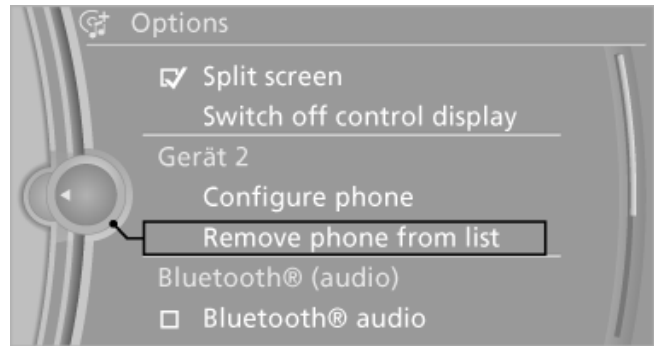 Options
Split screen
Switch off control display
Gerät 2
Configure phone
Remove phone from list
Bluetooth® (audio)
Bluetooth® audio